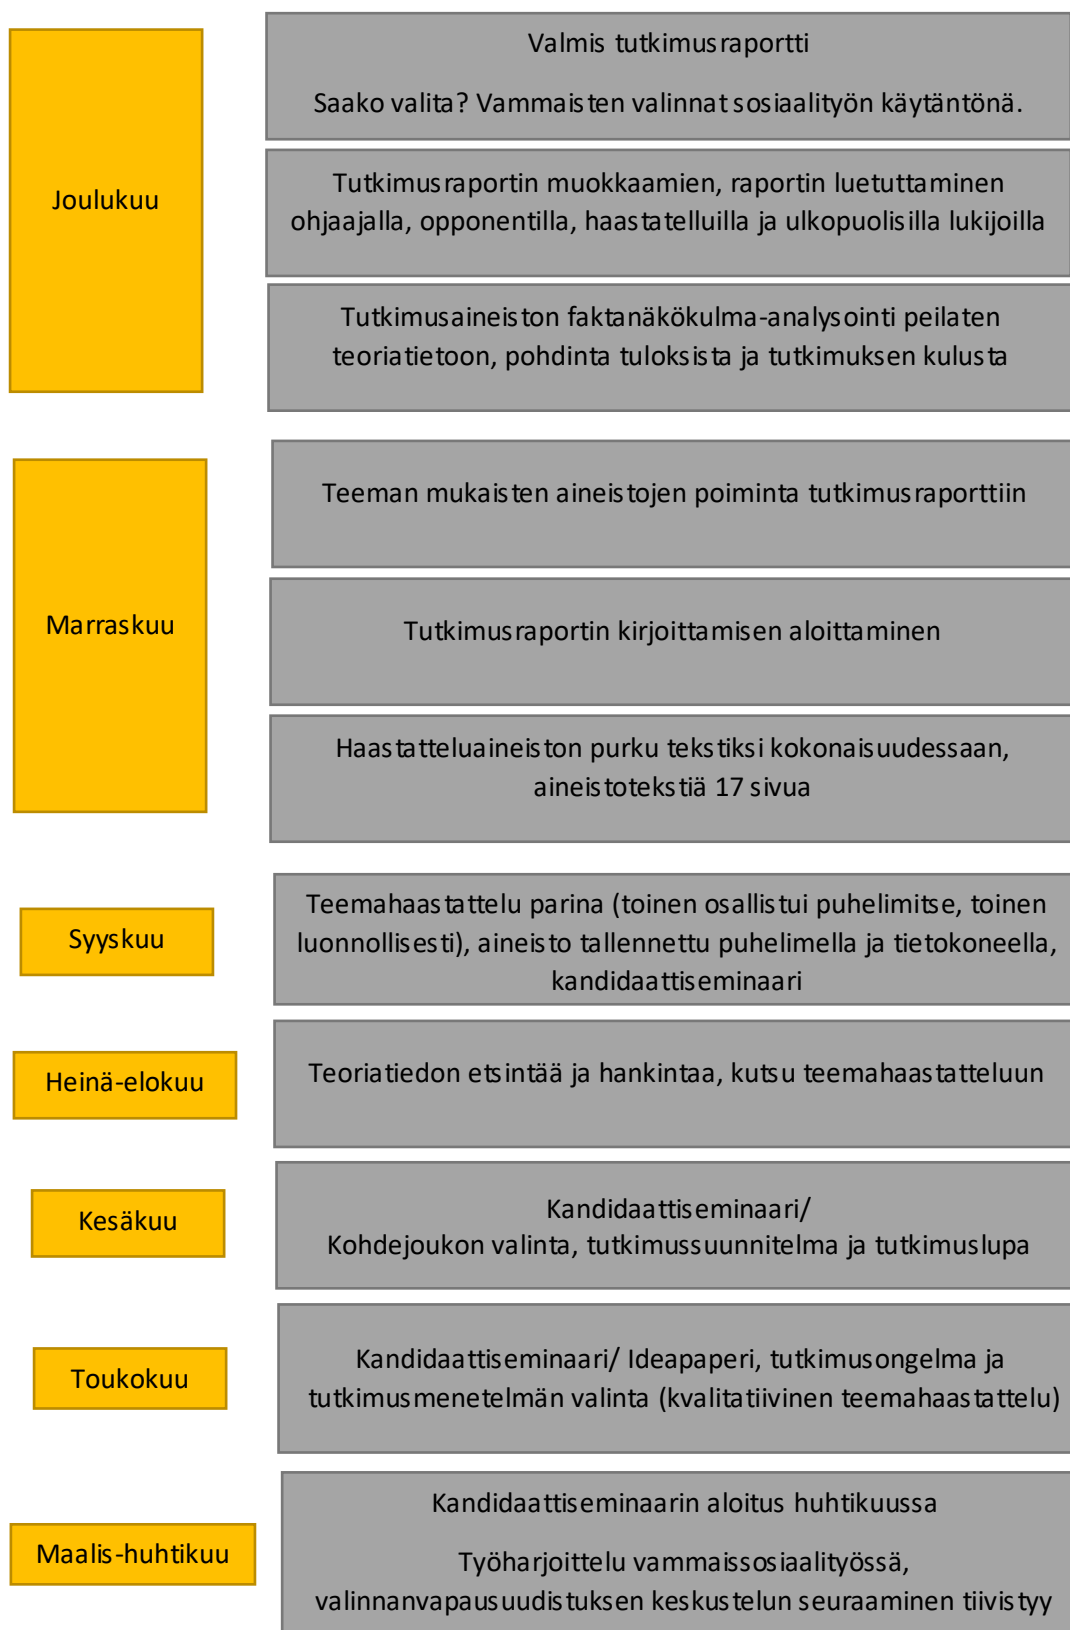 Joulukuu
Valmis tutkimusraportti
Saako valita? Vammaisten valinnat sosiaalityön käytäntönä.
Tutkimusraportin muokkaamien, raportin luetuttaminen
ohjaajalla, opponentilla, haastatelluilla ja ulkopuolisilla lukijoilla
Tutkimusaineiston faktanäkökulma-analysointi peilaten
teoriatietoon, pohdinta tuloksista ja tutkimuksen kulusta
Marraskuu
Teeman mukaisten aineistojen poiminta tutkimusraporttiin
Tutkimusraportin kirjoittamisen aloittaminen
Haastatteluaineiston purku tekstiksi kokonaisuudessaan,
aineistotekstiä 17 sivua
Syyskuu
Teemahaastattelu parina (toinen osallistui puhelimitse, toinen
luonnollisesti), aineisto tallennettu puhelimella ja tietokoneella,
kandidaattiseminaari
Heinä-elokuu
Teoriatiedon etsintää ja hankintaa, kutsu teemahaastatteluun
Kesäkuu
Kandidaattiseminaari/
Kohdejoukon valinta, tutkimussuunnitelma ja tutkimuslupa
Toukokuu
Kandidaattiseminaari/ Ideapaperi, tutkimusongelma ja
tutkimusmenetelmän valinta (kvalitatiivinen teemahaastattelu)
Maalis-huhtikuu
Kandidaattiseminaarin aloitus huhtikuussa
Työharjoittelu vammaissosiaalityössä,
valinnanvapausuudistuksen keskustelun seuraaminen tiivistyy